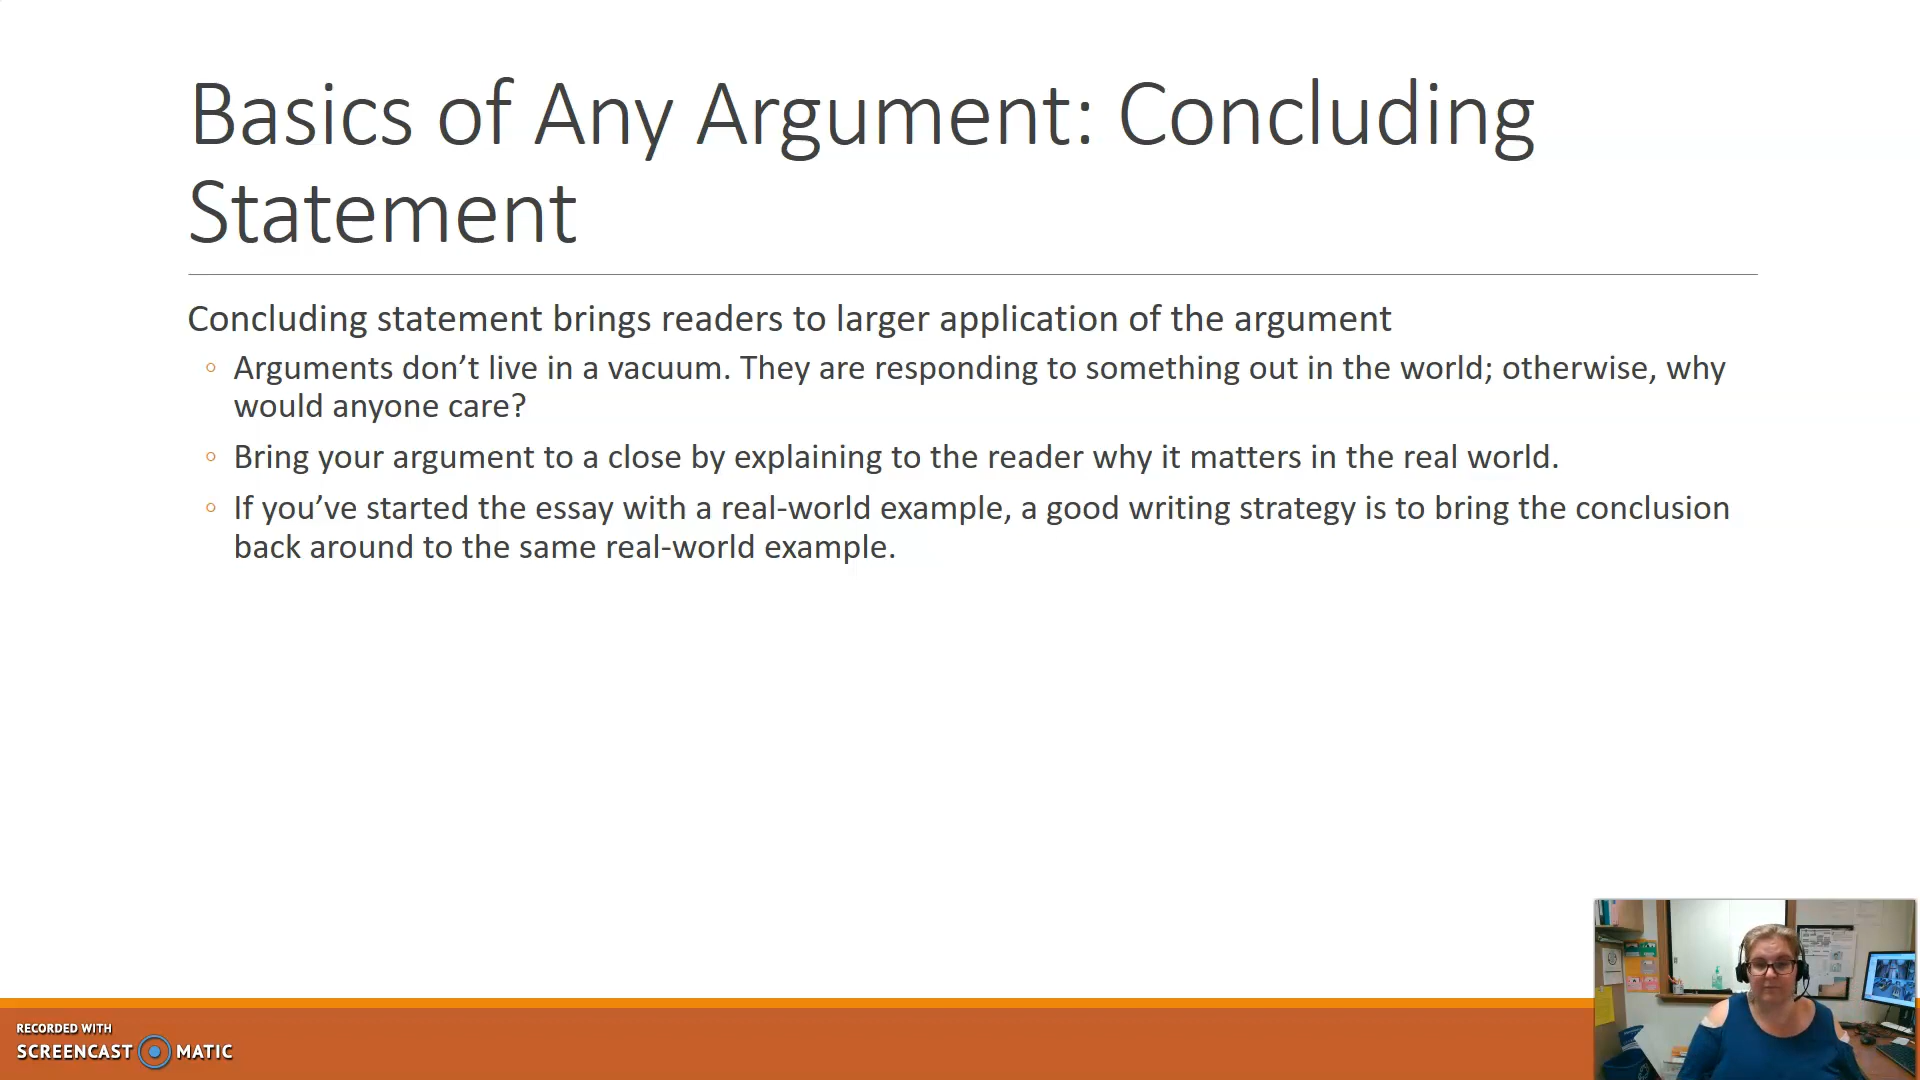 Basics of Any Argument: Concluding
Statement
Concluding statement brings readers to larger application of the argument
◦ Arguments don’t live in a vacuum. They are responding to something out in the world; otherwise, why
would anyone care?
◦ Bring your argument to a close by explaining to the reader why it matters in the real world.
◦ If you’ve started the essay with a real-world example, a good writing strategy is to bring the conclusion
back around to the same real-world example.
RECORDED WITH
SCREENCAST MATIC